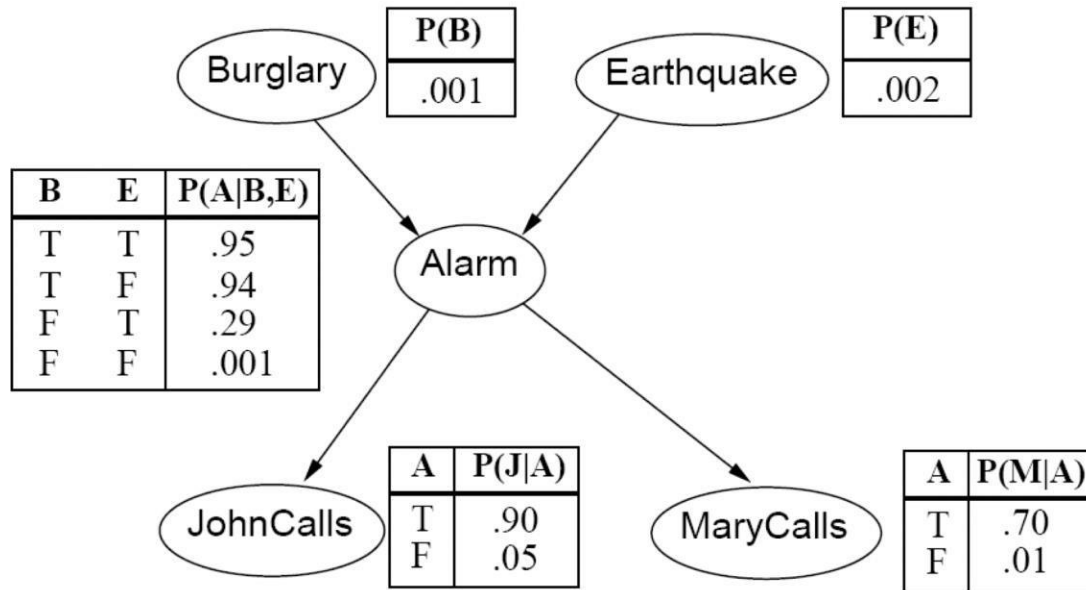 Burglary
P(B)
.001
Earthquake
P(E)
.002
B E P(A|B,E)
T T .95
T F .94
F T .29
F F .001
Alarm
JohnCalls
A P(J|A)
T .90
F .05
MaryCalls
A P(M|A)
T .70
F .01